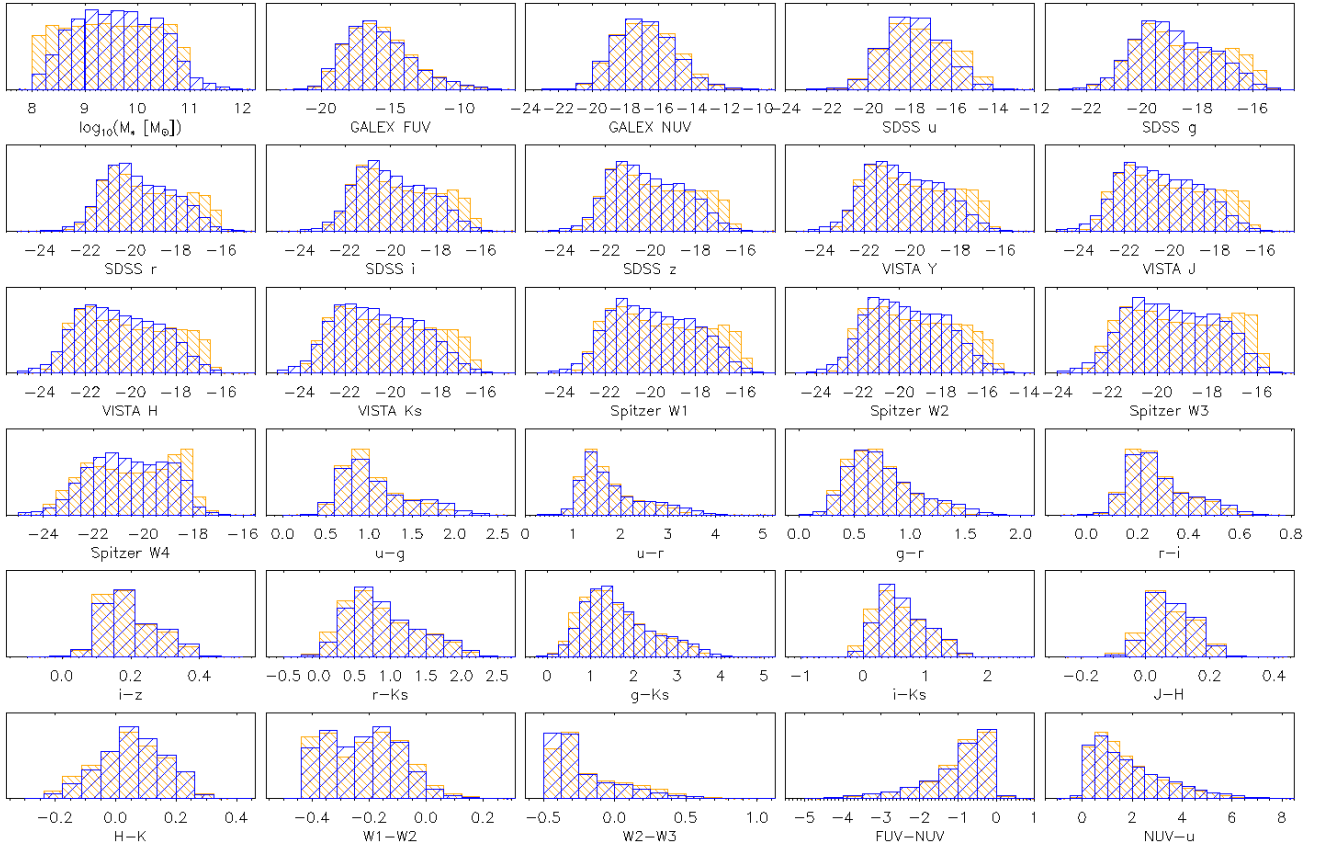 8 9 10 11 12
log₁₀(M⋆ [M⊙])
−20 −15 −10
GALEX FUV
−24 −22 −20 −18 −16 −14 −12 −10
GALEX NUV
−24 −22 −20 −18 −16 −14 −12
SDSS u
−22 −20 −18 −16
SDSS g
−24 −22 −20 −18 −16
SDSS r
−24 −22 −20 −18 −16
SDSS i
−24 −22 −20 −18 −16
SDSS z
−24 −22 −20 −18 −16
VISTA Y
−24 −22 −20 −18 −16
VISTA J
−24 −22 −20 −18 −16
VISTA H
−24 −22 −20 −18 −16
VISTA Ks
−24 −22 −20 −18 −16
Spitzer W1
−24 −22 −20 −18 −16 −14
Spitzer W2
−24 −22 −20 −18 −16
Spitzer W3
−24 −22 −20 −18 −16
Spitzer W4
0.0 0.5 1.0 1.5 2.0 2.5
u−g
0 1 2 3 4 5
u−r
0.0 0.5 1.0 1.5 2.0
g−r
0.0 0.2 0.4 0.6 0.8
r−i
0.0 0.2 0.4
i−z
−0.5 0.0 0.5 1.0 1.5 2.0 2.5
r−Ks
0 1 2 3 4 5
g−Ks
−1 0 1 2
i−Ks
−0.2 0.0 0.2 0.4
J−H
−0.2 0.0 0.2 0.4
H−K
−0.4 −0.2 0.0 0.2
W1−W2
−0.5 0.0 0.5 1.0
W2−W3
−5 −4 −3 −2 −1 0
FUV−NUV
0 2 4 6 8
NUV−u